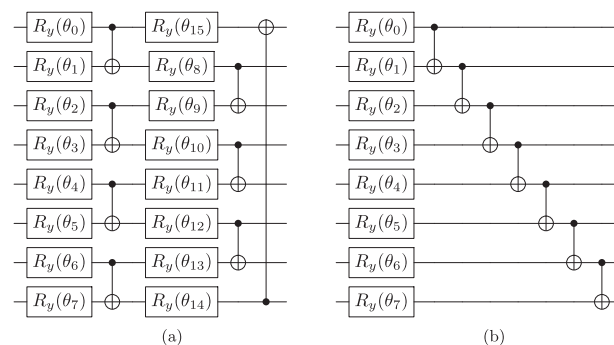 R_y(θ_0) R_y(θ_15) R_y(θ_0)
R_y(θ_1) R_y(θ_8) R_y(θ_1)
R_y(θ_2) R_y(θ_9) R_y(θ_2)
R_y(θ_3) R_y(θ_10) R_y(θ_3)
R_y(θ_4) R_y(θ_11) R_y(θ_4)
R_y(θ_5) R_y(θ_12) R_y(θ_5)
R_y(θ_6) R_y(θ_13) R_y(θ_6)
R_y(θ_7) R_y(θ_14) R_y(θ_7)
(a) (b)